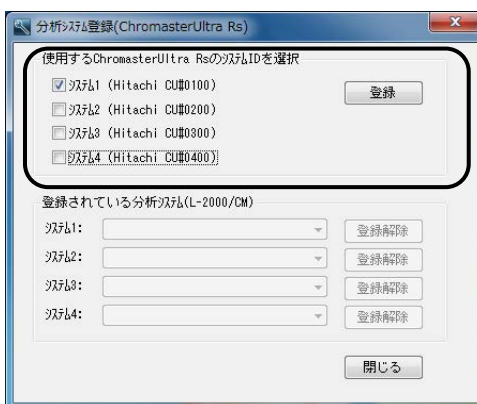 分析ｼｽﾃﾑ登録(ChromasterUltra Rs)
使用するChromasterUltra RsのｼｽﾃﾑIDを選択
ｼｽﾃﾑ1 (Hitachi CU#0100)
登録
ｼｽﾃﾑ2 (Hitachi CU#0200)
ｼｽﾃﾑ3 (Hitachi CU#0300)
ｼｽﾃﾑ4 (Hitachi CU#0400)
登録されている分析ｼｽﾃﾑ(L-2000/CM)
ｼｽﾃﾑ1: 登録解除
ｼｽﾃﾑ2: 登録解除
ｼｽﾃﾑ3: 登録解除
ｼｽﾃﾑ4: 登録解除
閉じる